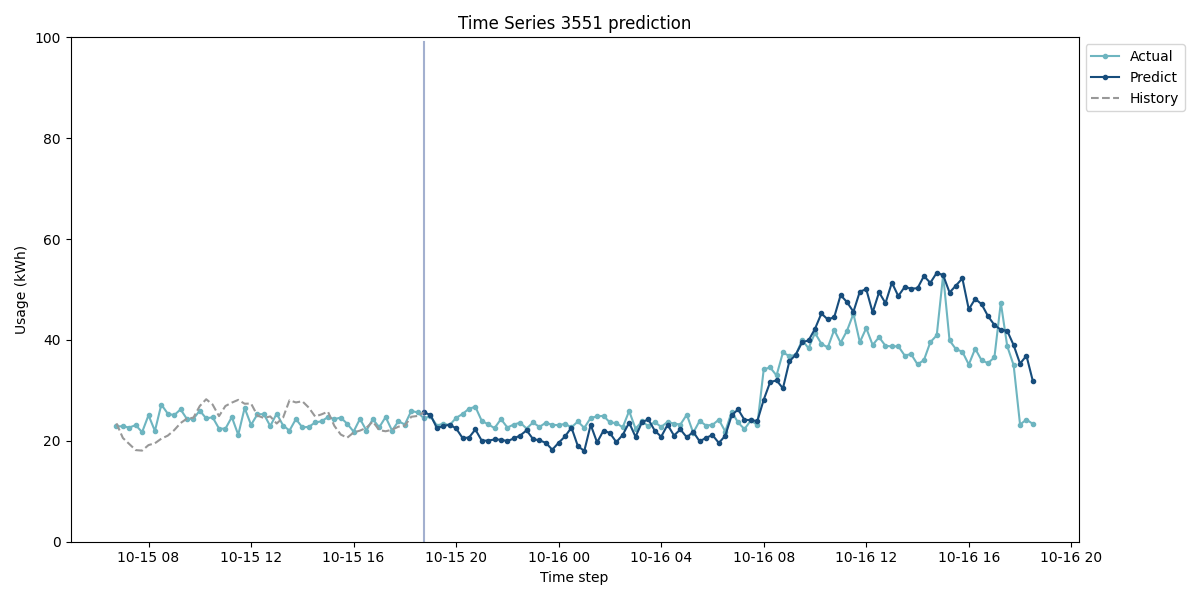 Time Series 3551 prediction
Usage (kWh)
100
80
60
40
20
0
10-15 08
10-15 12
10-15 16
10-15 20
10-16 00
10-16 04
10-16 08
10-16 12
10-16 16
10-16 20
Time step
Actual
Predict
History